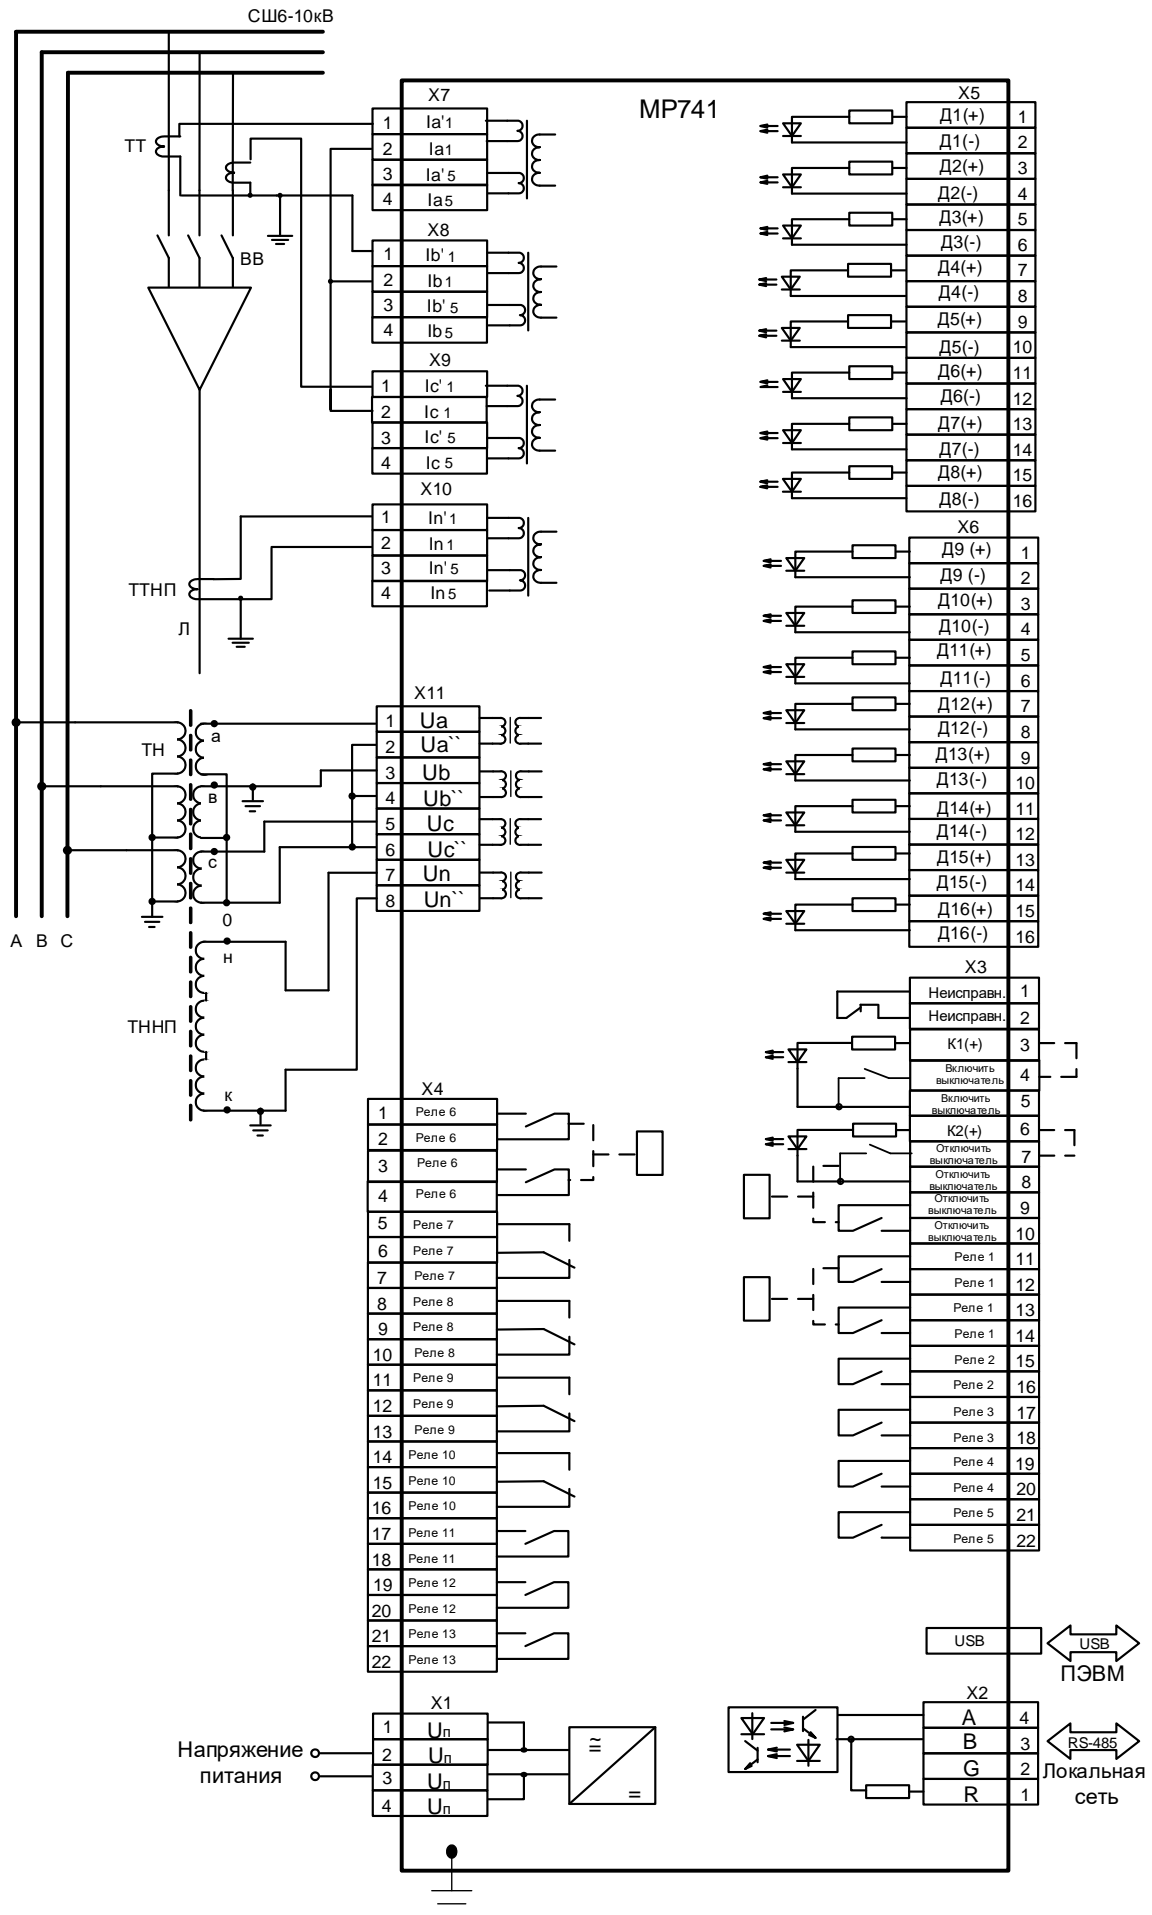 СШ6-10кВ
МР741
ТТ
ВВ
ТТНП
Л
ТН
а
в
с
0
А В С
н
ТННП
к
X7
1 Ia'1
2 Ia1
3 Ia'5
4 Ia5
X8
1 Ib'1
2 Ib1
3 Ib'5
4 Ib5
X9
1 Ic'1
2 Ic1
3 Ic'5
4 Ic5
X10
1 In'1
2 In1
3 In'5
4 In5
X11
1 Ua
2 Ua``
3 Ub
4 Ub``
5 Uc
6 Uc``
7 Un
8 Un``
X4
1 Реле 6
2 Реле 6
3 Реле 6
4 Реле 6
5 Реле 7
6 Реле 7
7 Реле 7
8 Реле 8
9 Реле 8
10 Реле 8
11 Реле 9
12 Реле 9
13 Реле 9
14 Реле 10
15 Реле 10
16 Реле 10
17 Реле 11
18 Реле 11
19 Реле 12
20 Реле 12
21 Реле 13
22 Реле 13
X1
1 Uп
2 Uп
3 Uп
4 Uп
Напряжение
питания
X5
Д1(+) 1
Д1(-) 2
Д2(+) 3
Д2(-) 4
Д3(+) 5
Д3(-) 6
Д4(+) 7
Д4(-) 8
Д5(+) 9
Д5(-) 10
Д6(+) 11
Д6(-) 12
Д7(+) 13
Д7(-) 14
Д8(+) 15
Д8(-) 16
X6
Д9 (+) 1
Д9 (-) 2
Д10(+) 3
Д10(-) 4
Д11(+) 5
Д11(-) 6
Д12(+) 7
Д12(-) 8
Д13(+) 9
Д13(-) 10
Д14(+) 11
Д14(-) 12
Д15(+) 13
Д15(-) 14
Д16(+) 15
Д16(-) 16
X3
Неисправн. 1
Неисправн. 2
К1(+) 3
Включить
выключатель 4
Включить
выключатель 5
К2(+) 6
Отключить
выключатель 7
Отключить
выключатель 8
Отключить
выключатель 9
Отключить
выключатель 10
Реле 1 11
Реле 1 12
Реле 1 13
Реле 1 14
Реле 2 15
Реле 2 16
Реле 3 17
Реле 3 18
Реле 4 19
Реле 4 20
Реле 5 21
Реле 5 22
USB
USB
ПЭВМ
X2
A 4
B 3
G 2
R 1
RS-485
Локальная
сеть